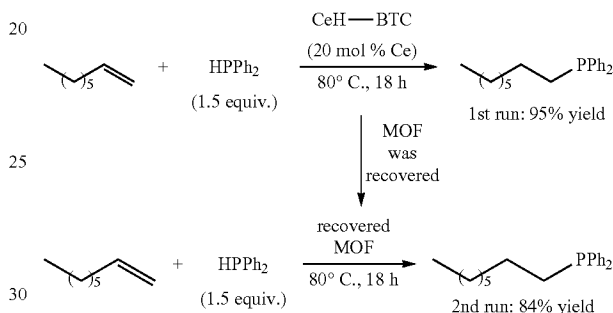 20
CeH—BTC
(20 mol % Ce)
80° C., 18 h
( )5
+
HPPh2
(1.5 equiv.)
( )5
PPh2
1st run: 95% yield
25
MOF
was
recovered
recovered
MOF
80° C., 18 h
( )5
+
HPPh2
(1.5 equiv.)
( )5
PPh2
30
2nd run: 84% yield